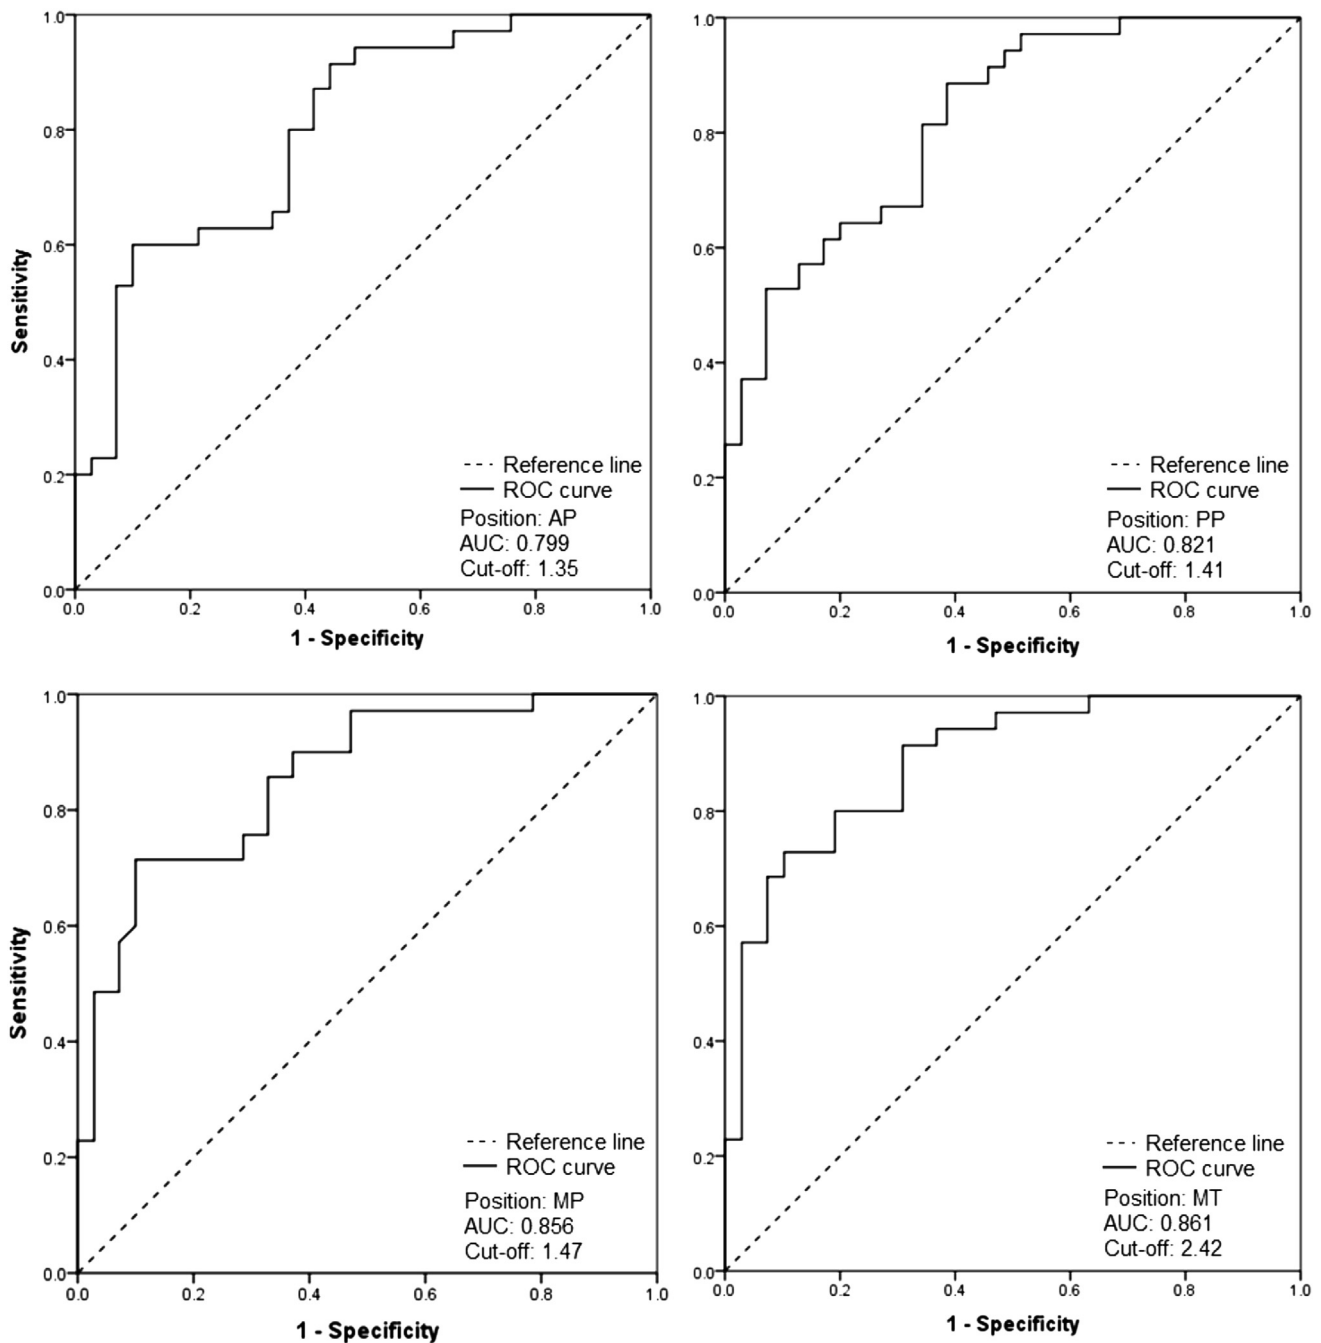 1.0
0.8
0.6
0.4
0.2
0.0
Sensitivity
0.0 0.2 0.4 0.6 0.8 1.0
1 - Specificity
Reference line
ROC curve
Position: AP
AUC: 0.799
Cut-off: 1.35
1.0
0.8
0.6
0.4
0.2
0.0
0.0 0.2 0.4 0.6 0.8 1.0
1 - Specificity
Reference line
ROC curve
Position: PP
AUC: 0.821
Cut-off: 1.41
1.0
0.8
0.6
0.4
0.2
0.0
Sensitivity
0.0 0.2 0.4 0.6 0.8 1.0
1 - Specificity
Reference line
ROC curve
Position: MP
AUC: 0.856
Cut-off: 1.47
1.0
0.8
0.6
0.4
0.2
0.0
0.0 0.2 0.4 0.6 0.8 1.0
1 - Specificity
Reference line
ROC curve
Position: MT
AUC: 0.861
Cut-off: 2.42